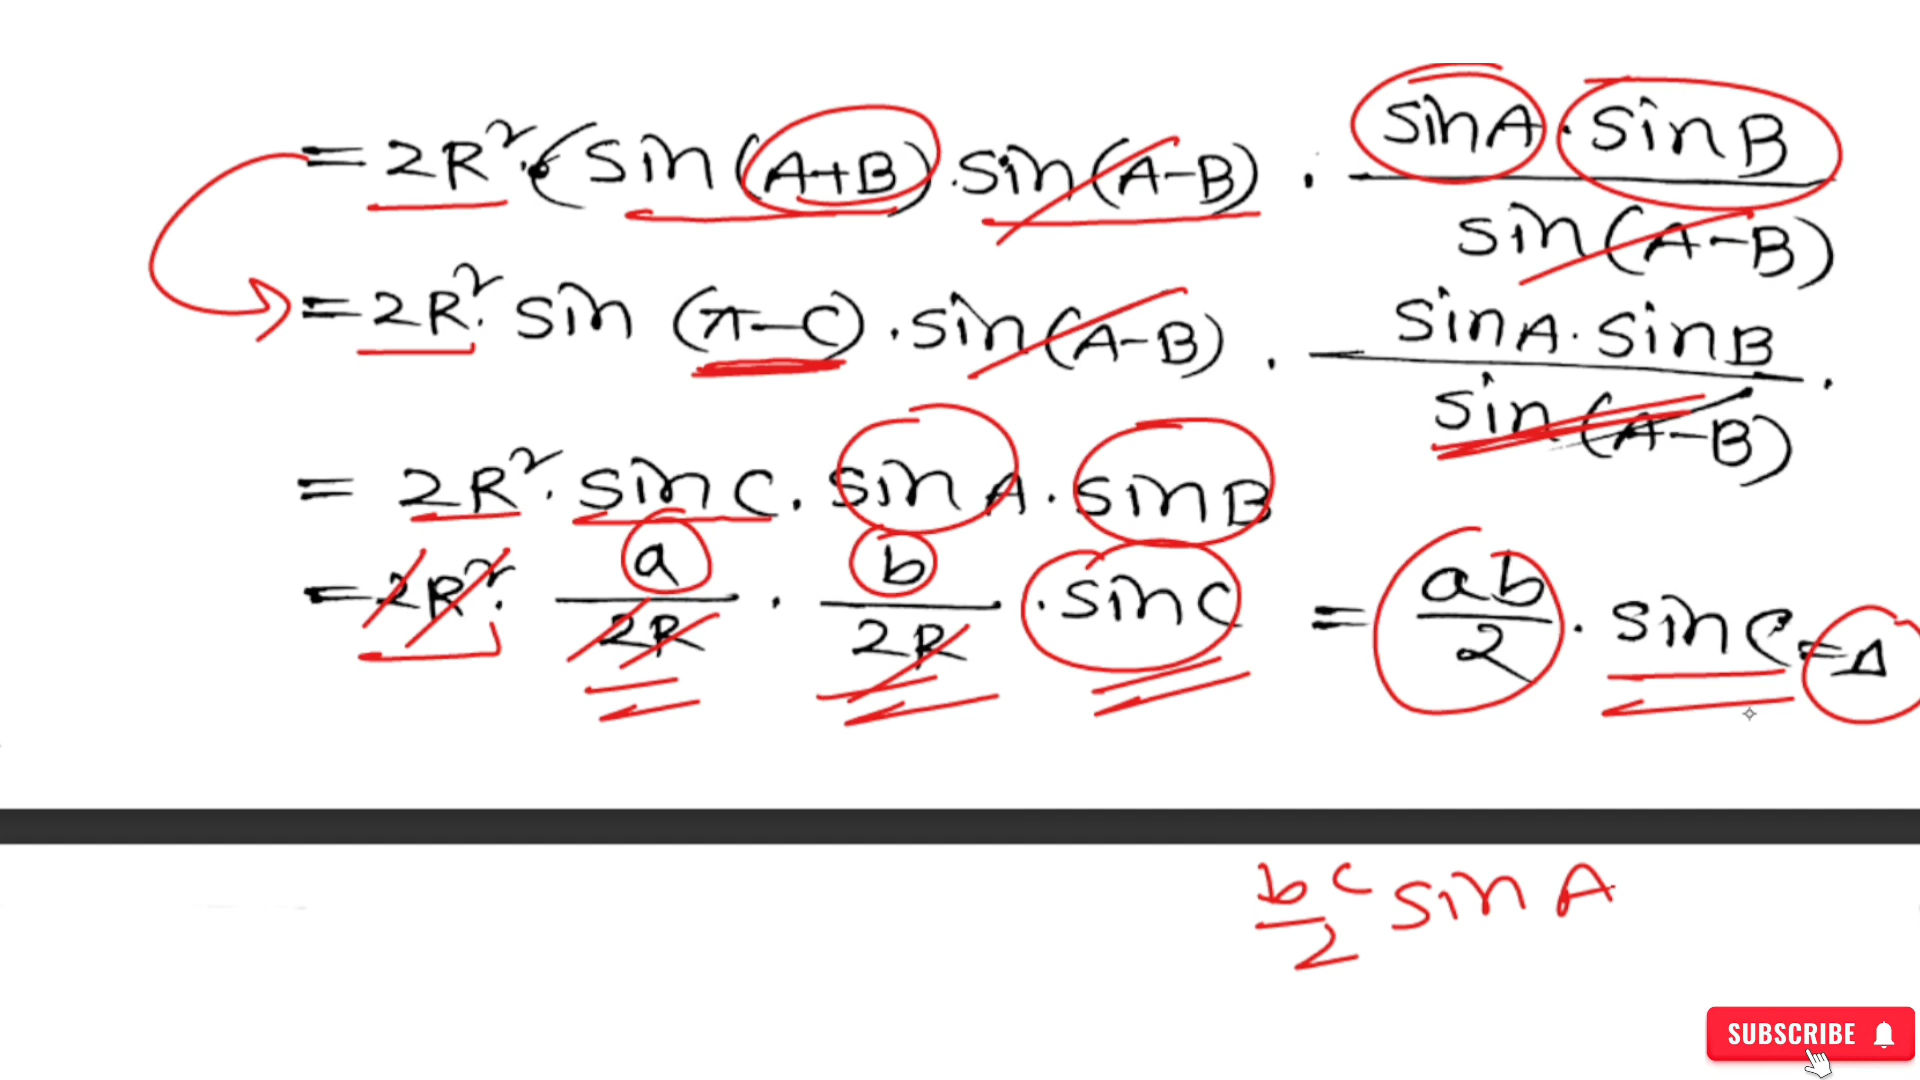 = 2R². (sin(A+B).sin(A-B) . sinA.sinB / sin(A-B)
= 2R². sin (π-C) . sin(A-B) . sinA.sinB / sin(A-B) .
= 2R². sinC. sinA. sinB
= 2R². a/2R . b/2R . sinC = ab/2 . sinC = Δ
bc/2 sin A
SUBSCRIBE